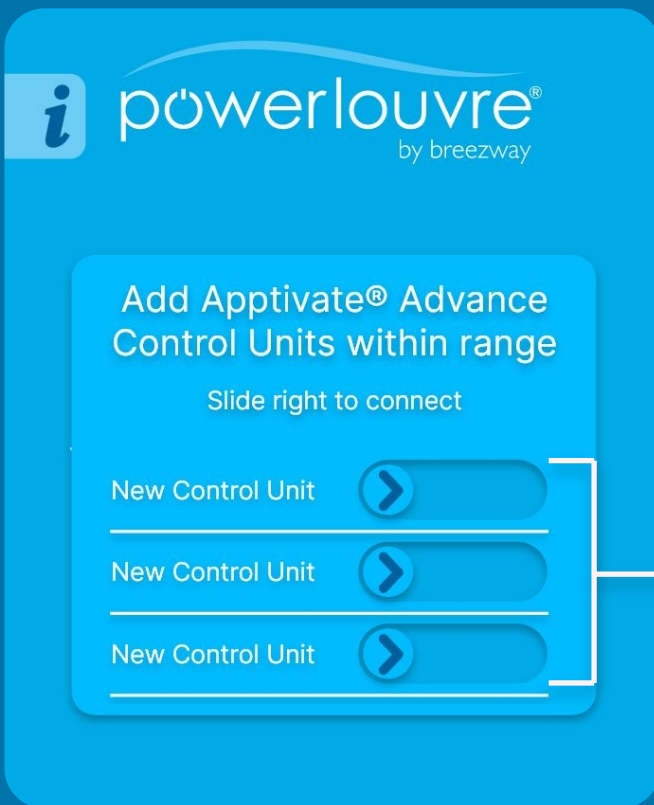 i
powerlouvre®
by breezway
Add Apptivate® Advance
Control Units within range
Slide right to connect
New Control Unit
New Control Unit
New Control Unit